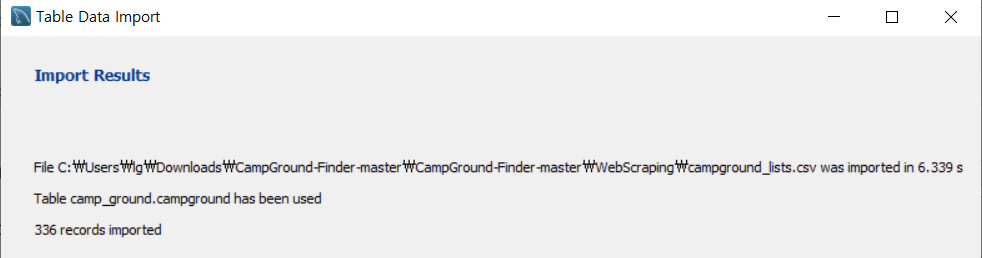 Table Data Import
Import Results
File C:₩Users₩lg₩Downloads₩CampGround-Finder-master₩CampGround-Finder-master₩WebScraping₩campground_lists.csv was imported in 6.339 s
Table camp_ground.campground has been used
336 records imported